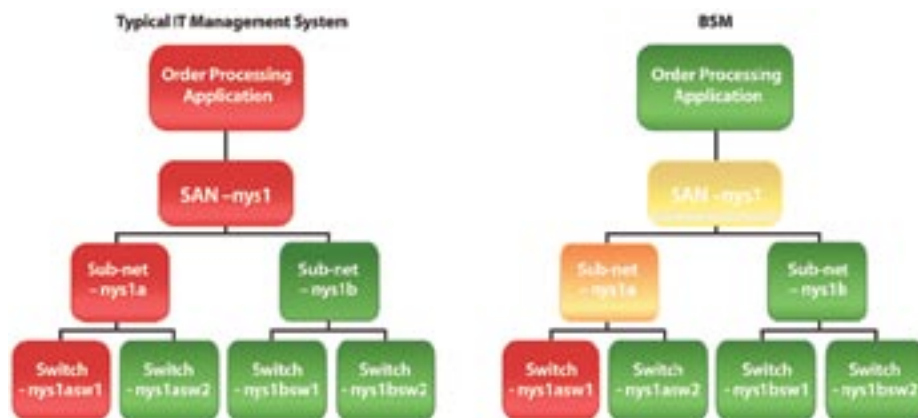 Typical IT Management System
BSM
Order Processing
Application
SAN –nys1
Sub-net
– nys1a
Sub-net
– nys1b
Switch
- nys1asw1
Switch
- nys1asw2
Switch
- nys1bsw1
Switch
- nys1bsw2
Order Processing
Application
SAN –nys1
Sub-net
– nys1a
Sub-net
– nys1b
Switch
- nys1asw1
Switch
- nys1asw2
Switch
- nys1bsw1
Switch
- nys1bsw2